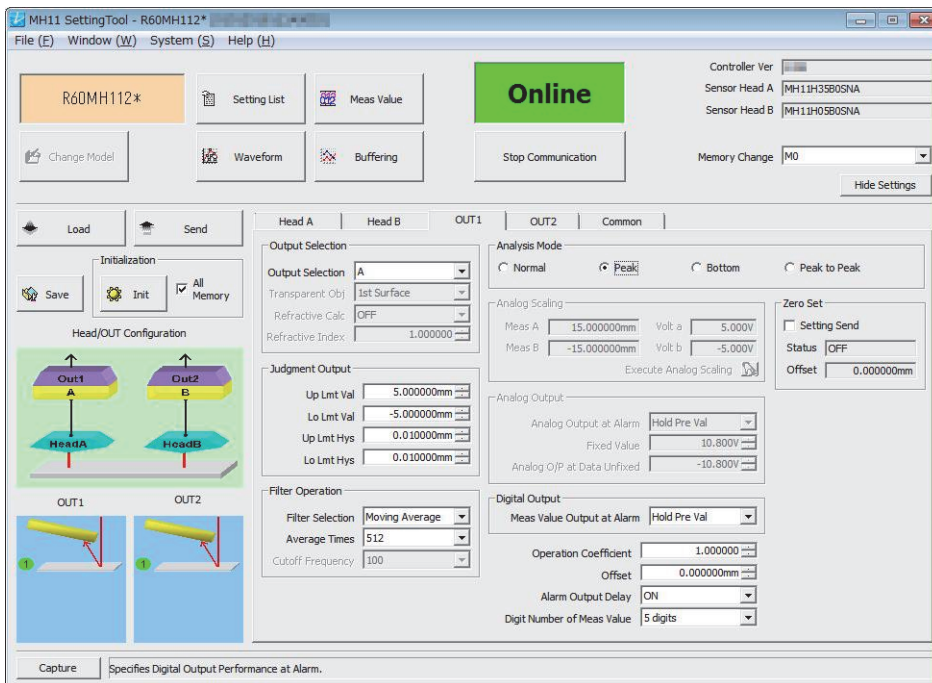 MH11 SettingTool - R60MH112*
File (F) Window (W) System (S) Help (H)
R60MH112*
Setting List
Meas Value
Online
Controller Ver
Sensor Head A MH11H35B0SNA
Sensor Head B MH11H05B0SNA
Change Model
Waveform
Buffering
Stop Communication
Memory Change M0
Hide Settings
Load
Send
Initialization
Save
Init
All Memory
Head/OUT Configuration
Out1
A
HeadA
Out2
B
HeadB
OUT1
OUT2
1
1
Head A Head B OUT1 OUT2 Common
Output Selection
Output Selection A
Transparent Obj 1st Surface
Refractive Calc OFF
Refractive Index 1.000000
Judgment Output
Up Lmt Val 5.000000mm
Lo Lmt Val -5.000000mm
Up Lmt Hys 0.010000mm
Lo Lmt Hys 0.010000mm
Filter Operation
Filter Selection Moving Average
Average Times 512
Cutoff Frequency 100
Analysis Mode
Normal Peak Bottom Peak to Peak
Analog Scaling
Meas A 15.000000mm Volt a 5.000V
Meas B -15.000000mm Volt b -5.000V
Execute Analog Scaling
Zero Set
Setting Send
Status OFF
Offset 0.000000mm
Analog Output
Analog Output at Alarm Hold Pre Val
Fixed Value 10.800V
Analog O/P at Data Unfixed -10.800V
Digital Output
Meas Value Output at Alarm Hold Pre Val
Operation Coefficient 1.000000
Offset 0.000000mm
Alarm Output Delay ON
Digit Number of Meas Value 5 digits
Capture
Specifies Digital Output Performance at Alarm.